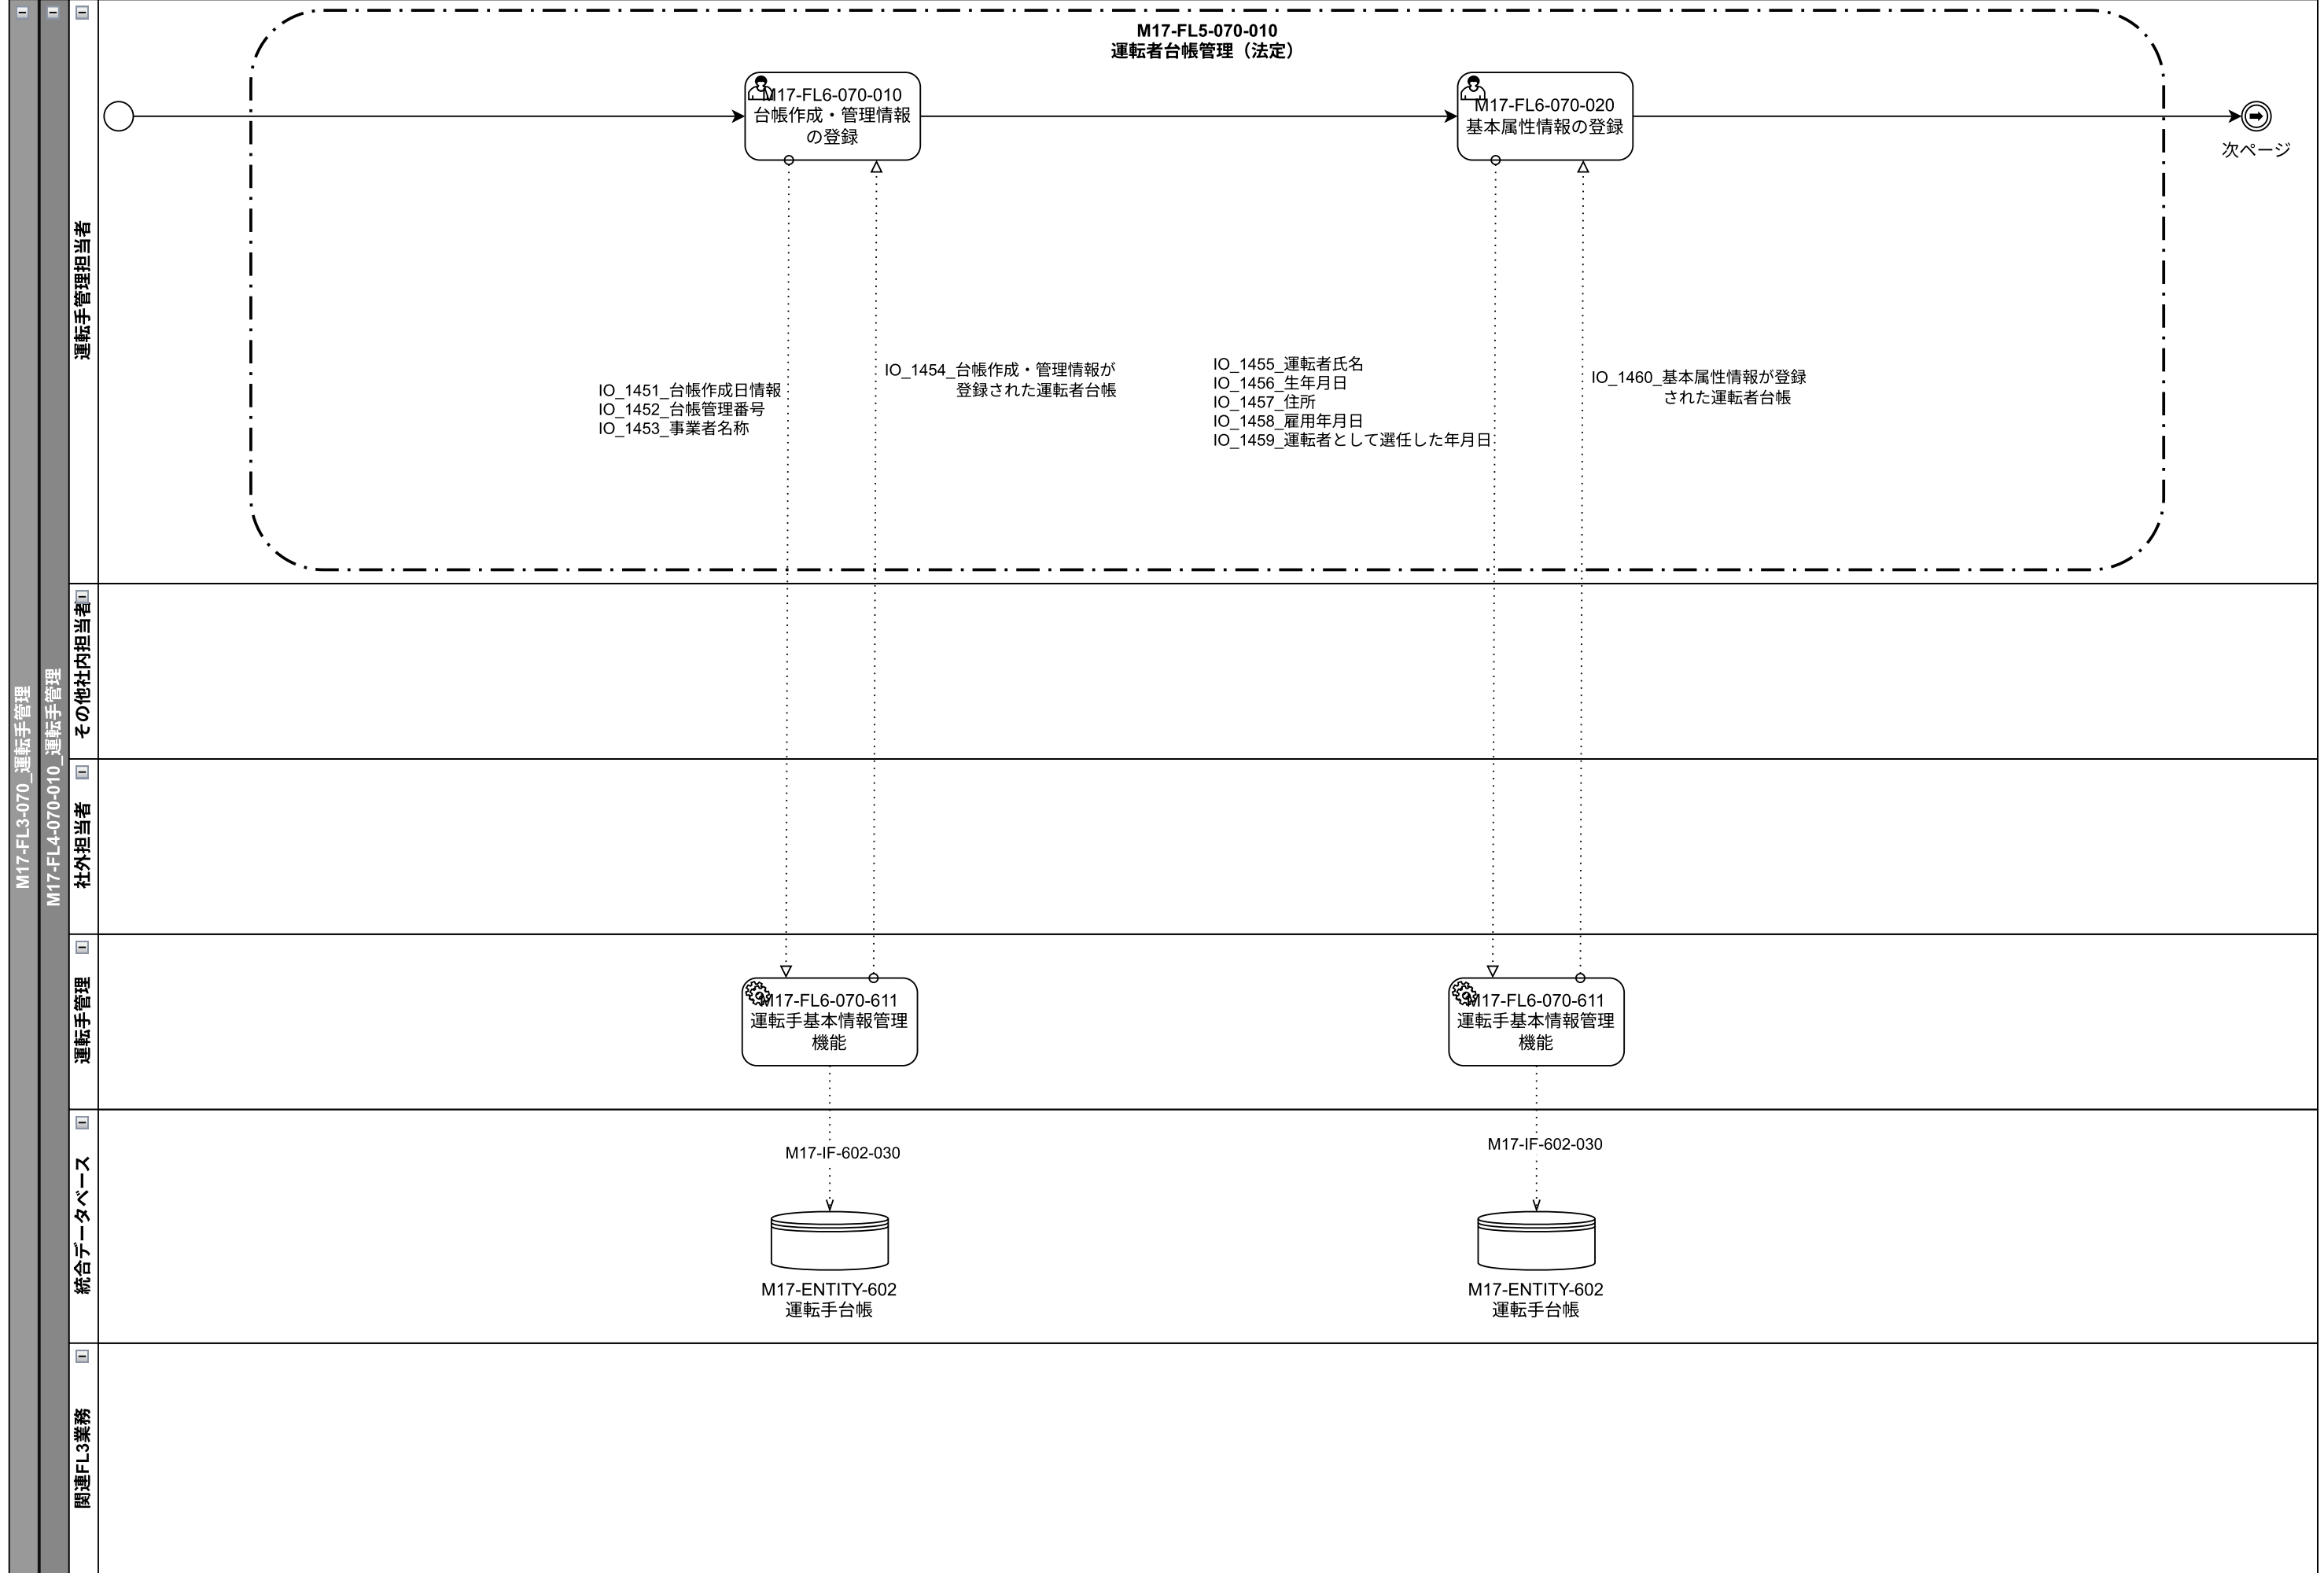 M17-FL3-070_運転手管理
M17-FL4-070-010_運転手管理
運転手管理担当者
M17-FL5-070-010
運転者台帳管理（法定）
M17-FL6-070-010
台帳作成・管理情報
の登録
M17-FL6-070-020
基本属性情報の登録
次ページ
IO_1451_台帳作成日情報
IO_1452_台帳管理番号
IO_1453_事業者名称
IO_1454_台帳作成・管理情報が
登録された運転者台帳
IO_1455_運転者氏名
IO_1456_生年月日
IO_1457_住所
IO_1458_雇用年月日
IO_1459_運転者として選任した年月日
IO_1460_基本属性情報が登録
された運転者台帳
その他社内担当者
社外担当者
運転手管理
M17-FL6-070-611
運転手基本情報管理
機能
M17-FL6-070-611
運転手基本情報管理
機能
統合データベース
M17-IF-602-030
M17-ENTITY-602
運転手台帳
M17-IF-602-030
M17-ENTITY-602
運転手台帳
関連FL3業務